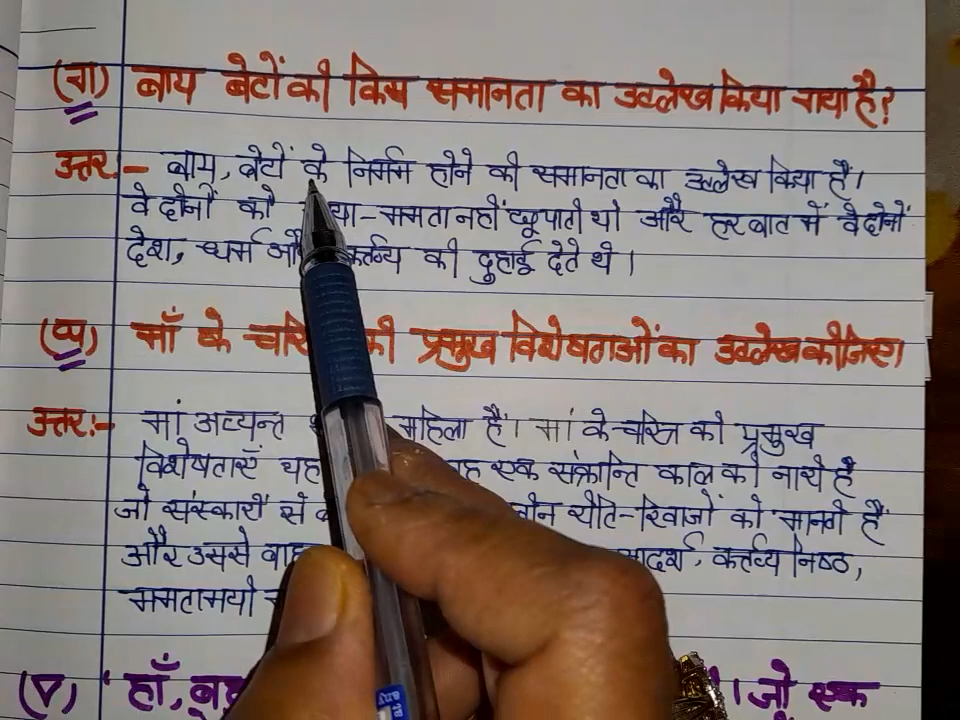 (ग) बाप बेटों की किस समानता का उल्लेख किया गया है?
उत्तर:- बाप, बेटों के निर्मम होने की समानता का उल्लेख किया है।
वे दोनों को -ममता नहीं छू पाती थी और हर बात में वे दोनों
देश, धर्म और कर्तव्य की दुहाई देते थे।
(घ) माँ के की प्रमुख विशेषताओं का उल्लेख कीजिए
उत्तर:- मां अत्यन्त महिला है। मां के चरित्र की प्रमुख
विशेषताएँ एक संक्रान्ति काल की नारी है
जो संस्कारों से रीति-रिवाजों को मानती है
और उससे आदर्श, कर्तव्य निष्ठ,
ममतामयी
(v) "हाँ, । जो एक